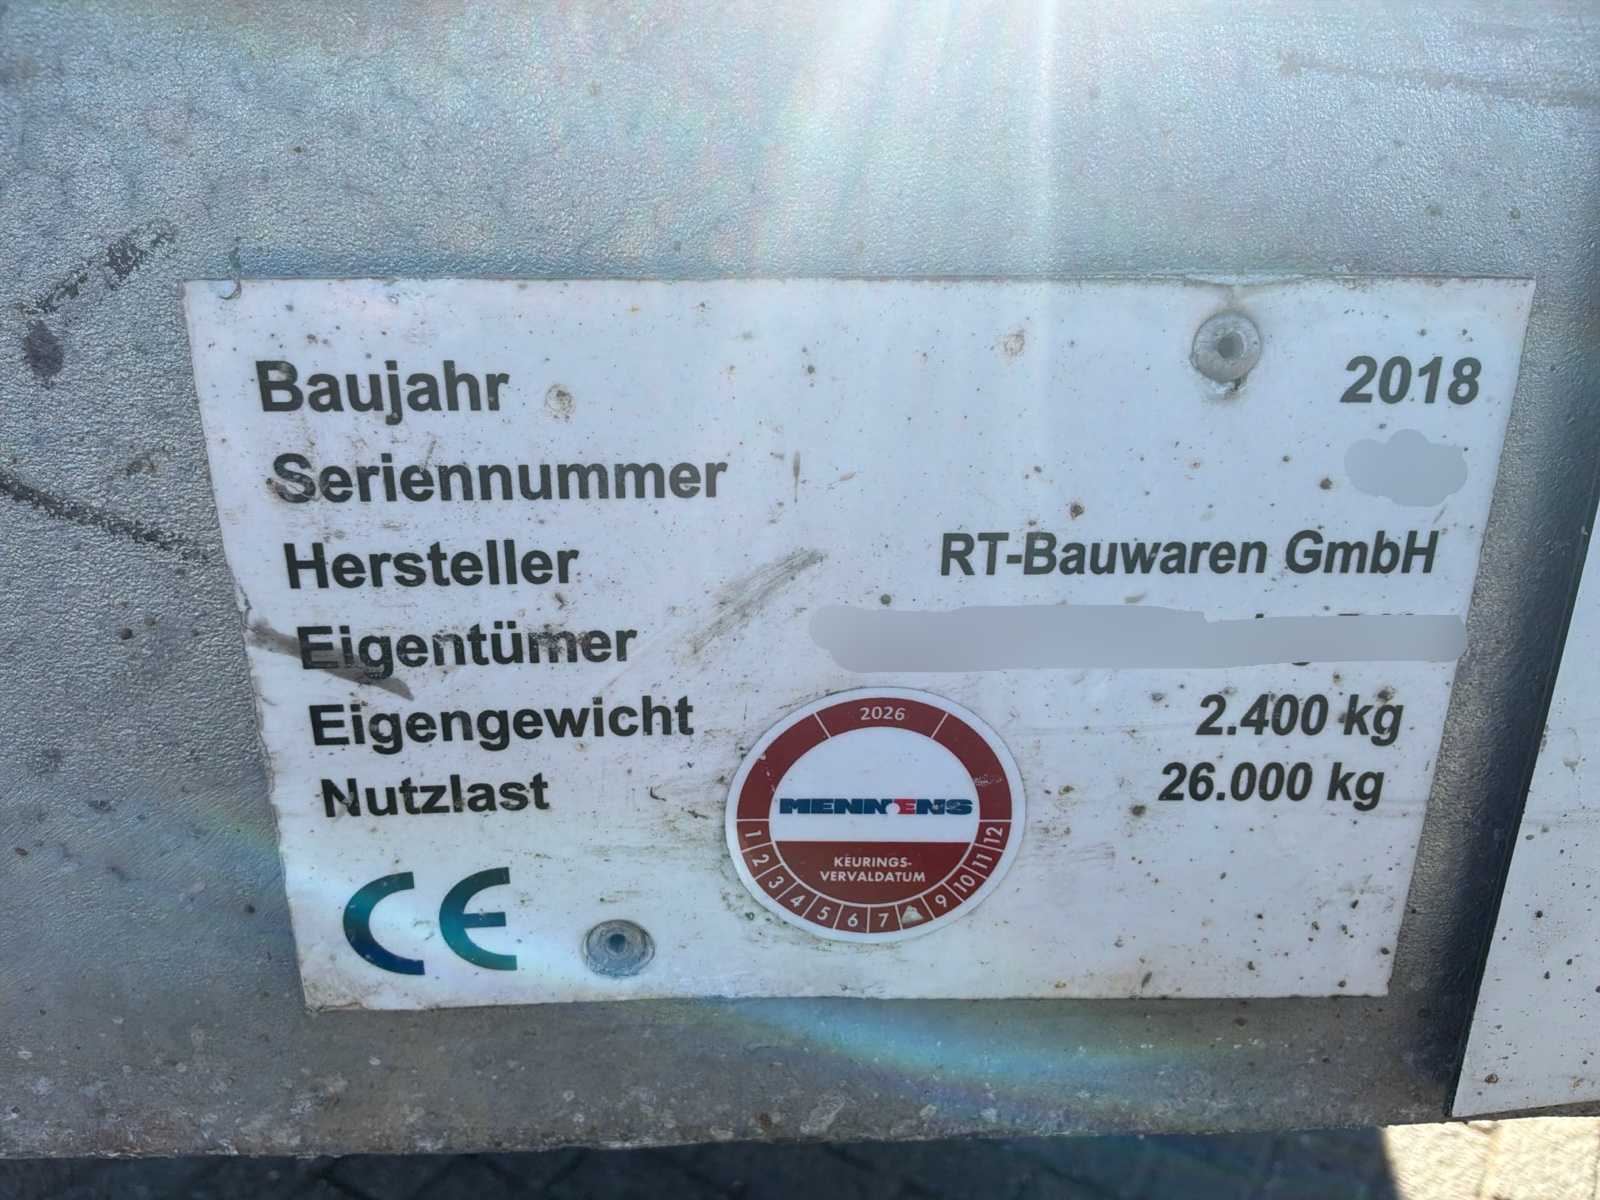 Baujahr 2018
Seriennummer
Hersteller RT-Bauwaren GmbH
Eigentümer
Eigengewicht 2.400 kg
Nutzlast 26.000 kg
CE
2026
MENNENS
KEURINGS-
VERVALDATUM
1 2 3 4 5 6 7 9 10 11 12